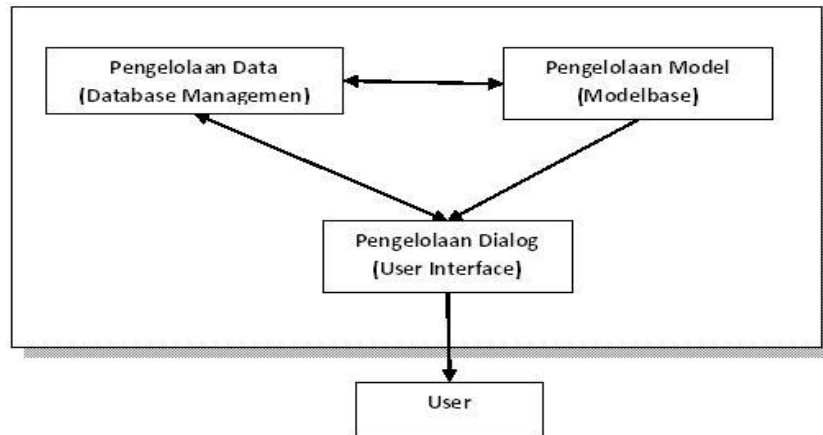 Pengelolaan Data
(Database Managemen)
Pengelolaan Model
(Modelbase)
Pengelolaan Dialog
(User Interface)
User